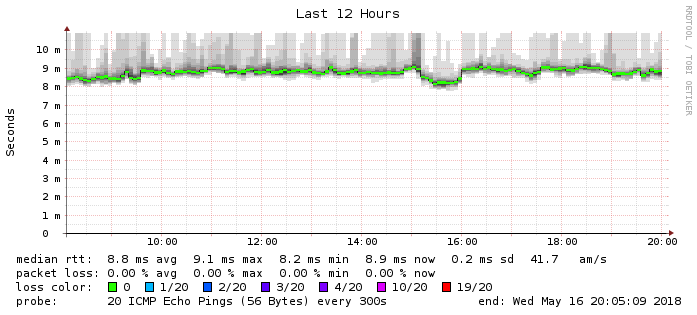 Last 12 Hours
RRDTOOL / TOBI OETIKER
Seconds
10 m
9 m
8 m
7 m
6 m
5 m
4 m
3 m
2 m
1 m
0
10:00 12:00 14:00 16:00 18:00 20:00
median rtt: 8.8 ms avg 9.1 ms max 8.2 ms min 8.9 ms now 0.2 ms sd 41.7 am/s
packet loss: 0.00 % avg 0.00 % max 0.00 % min 0.00 % now
loss color: 0 1/20 2/20 3/20 4/20 10/20 19/20
probe: 20 ICMP Echo Pings (56 Bytes) every 300s end: Wed May 16 20:05:09 2018